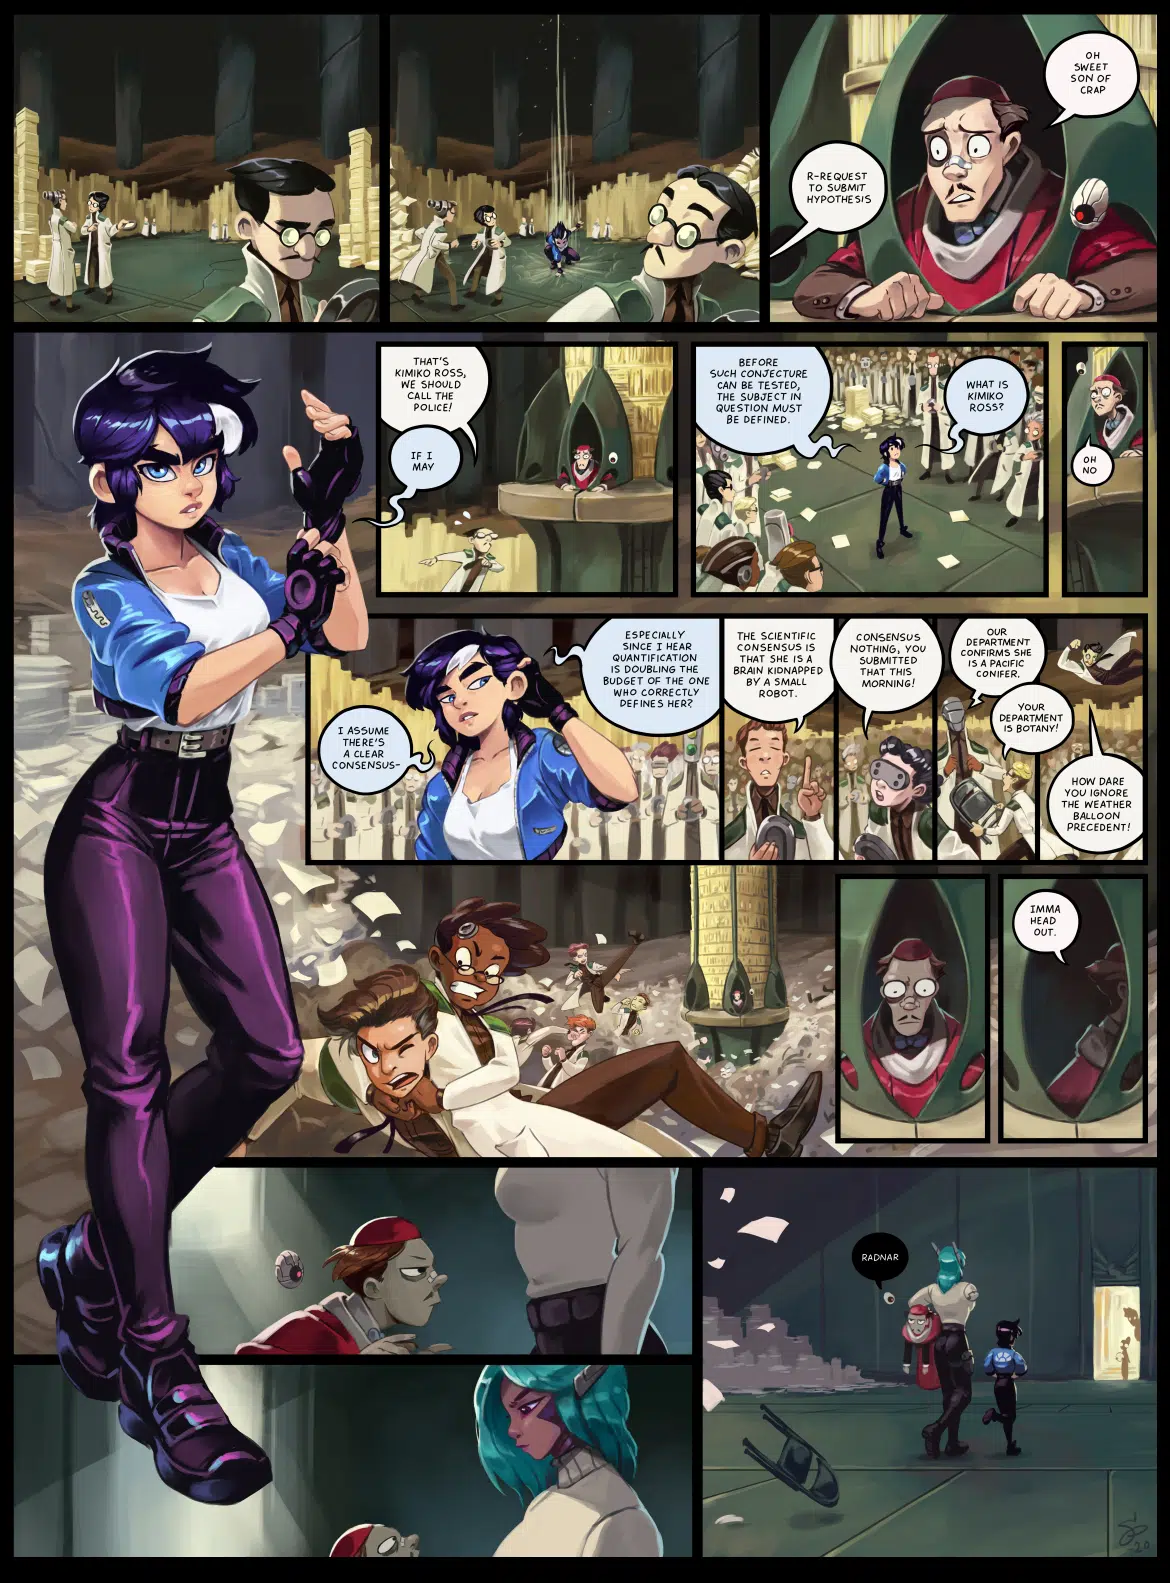 OH
SWEET
SON OF
CRAP
R-REQUEST
TO SUBMIT
HYPOTHESIS
THAT'S
KIMIKO ROSS,
WE SHOULD
CALL THE
POLICE!
IF I
MAY
BEFORE
SUCH CONJECTURE
CAN BE TESTED,
THE SUBJECT IN
QUESTION MUST
BE DEFINED.
WHAT IS
KIMIKO
ROSS?
OH
NO
I ASSUME
THERE'S
A CLEAR
CONSENSUS-
ESPECIALLY
SINCE I HEAR
QUANTIFICATION
IS DOUBLING THE
BUDGET OF THE ONE
WHO CORRECTLY
DEFINES HER?
THE SCIENTIFIC
CONSENSUS IS
THAT SHE IS A
BRAIN KIDNAPPED
BY A SMALL
ROBOT.
CONSENSUS
NOTHING, YOU
SUBMITTED
THAT THIS
MORNING!
OUR
DEPARTMENT
CONFIRMS SHE
IS A PACIFIC
CONIFER.
YOUR
DEPARTMENT
IS BOTANY!
HOW DARE
YOU IGNORE
THE WEATHER
BALLOON
PRECEDENT!
IMMA
HEAD
OUT.
RADNAR